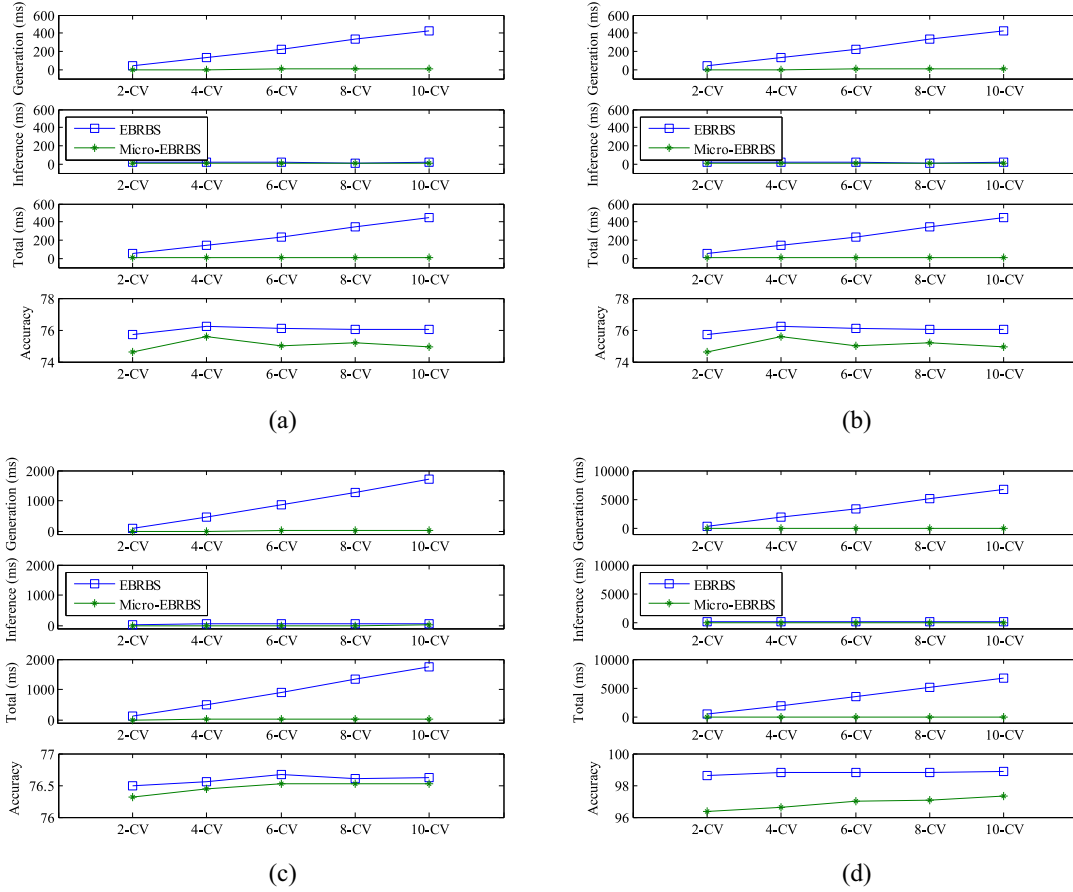 Generation (ms)
600
400
200
0
2-CV 4-CV 6-CV 8-CV 10-CV
Inference (ms)
600
400
200
0
EBRBS
Micro-EBRBS
2-CV 4-CV 6-CV 8-CV 10-CV
Total (ms)
600
400
200
0
2-CV 4-CV 6-CV 8-CV 10-CV
Accuracy
78
76
74
2-CV 4-CV 6-CV 8-CV 10-CV
(a)
Generation (ms)
600
400
200
0
2-CV 4-CV 6-CV 8-CV 10-CV
Inference (ms)
600
400
200
0
EBRBS
Micro-EBRBS
2-CV 4-CV 6-CV 8-CV 10-CV
Total (ms)
600
400
200
0
2-CV 4-CV 6-CV 8-CV 10-CV
Accuracy
78
76
74
2-CV 4-CV 6-CV 8-CV 10-CV
(b)
Generation (ms)
2000
1000
0
2-CV 4-CV 6-CV 8-CV 10-CV
Inference (ms)
2000
1000
0
EBRBS
Micro-EBRBS
2-CV 4-CV 6-CV 8-CV 10-CV
Total (ms)
2000
1000
0
2-CV 4-CV 6-CV 8-CV 10-CV
Accuracy
77
76.5
76
2-CV 4-CV 6-CV 8-CV 10-CV
(c)
Generation (ms)
10000
5000
0
2-CV 4-CV 6-CV 8-CV 10-CV
Inference (ms)
10000
5000
0
EBRBS
Micro-EBRBS
2-CV 4-CV 6-CV 8-CV 10-CV
Total (ms)
10000
5000
0
2-CV 4-CV 6-CV 8-CV 10-CV
Accuracy
100
98
96
2-CV 4-CV 6-CV 8-CV 10-CV
(d)